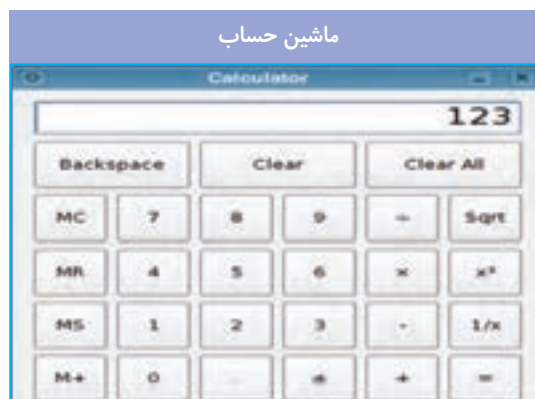 ماشین حساب
Calculator
123
Backspace Clear Clear All
MC 7 8 9 ÷ Sqrt
MR 4 5 6 × x²
MS 1 2 3 - 1/x
M+ 0 . ± + =